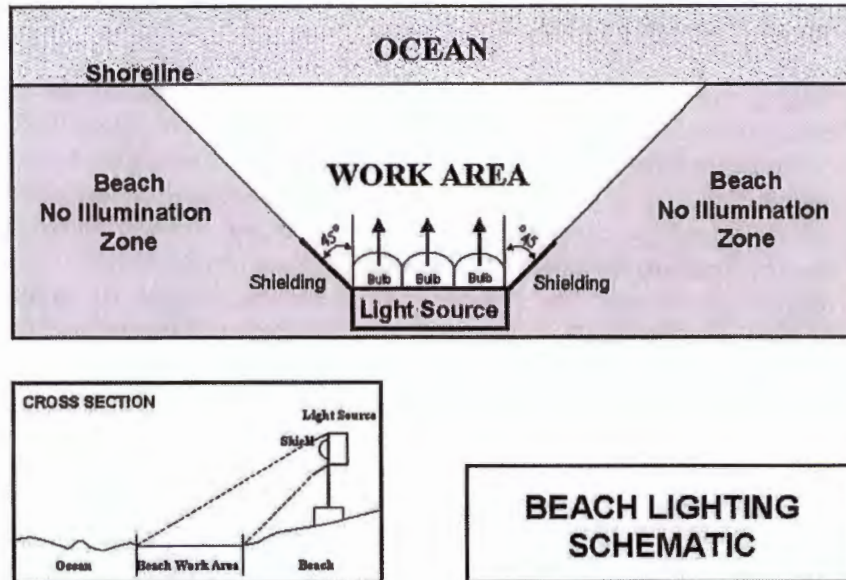 OCEAN
Shoreline
WORK AREA
Beach
No Illumination
Zone
Beach
No Illumination
Zone
45°
°45
Shielding
Bulb
Bulb
Bulb
Shielding
Light Source
CROSS SECTION
Light Source
Shield
Ocean
Beach Work Area
Beach
BEACH LIGHTING
SCHEMATIC